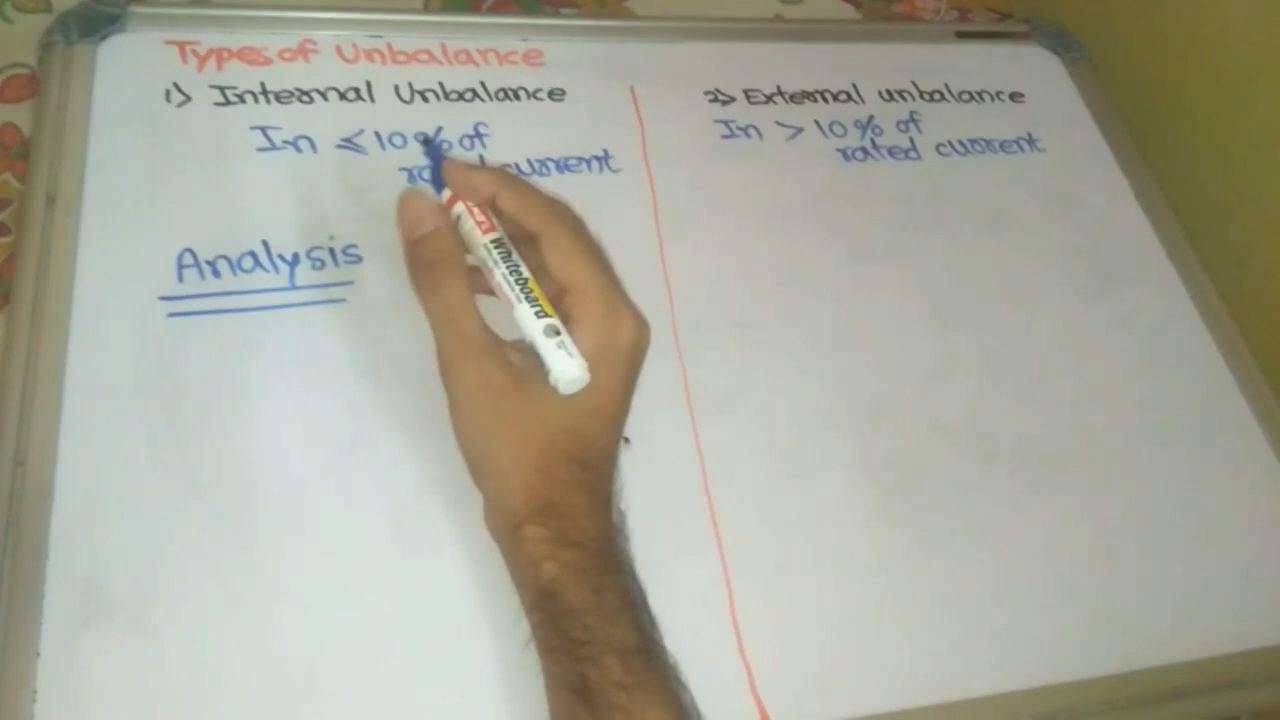 Types of Unbalance
1) Internal Unbalance
In ≤ 10% of
current
Analysis
2) External unbalance
In > 10% of
rated current
Whiteboard